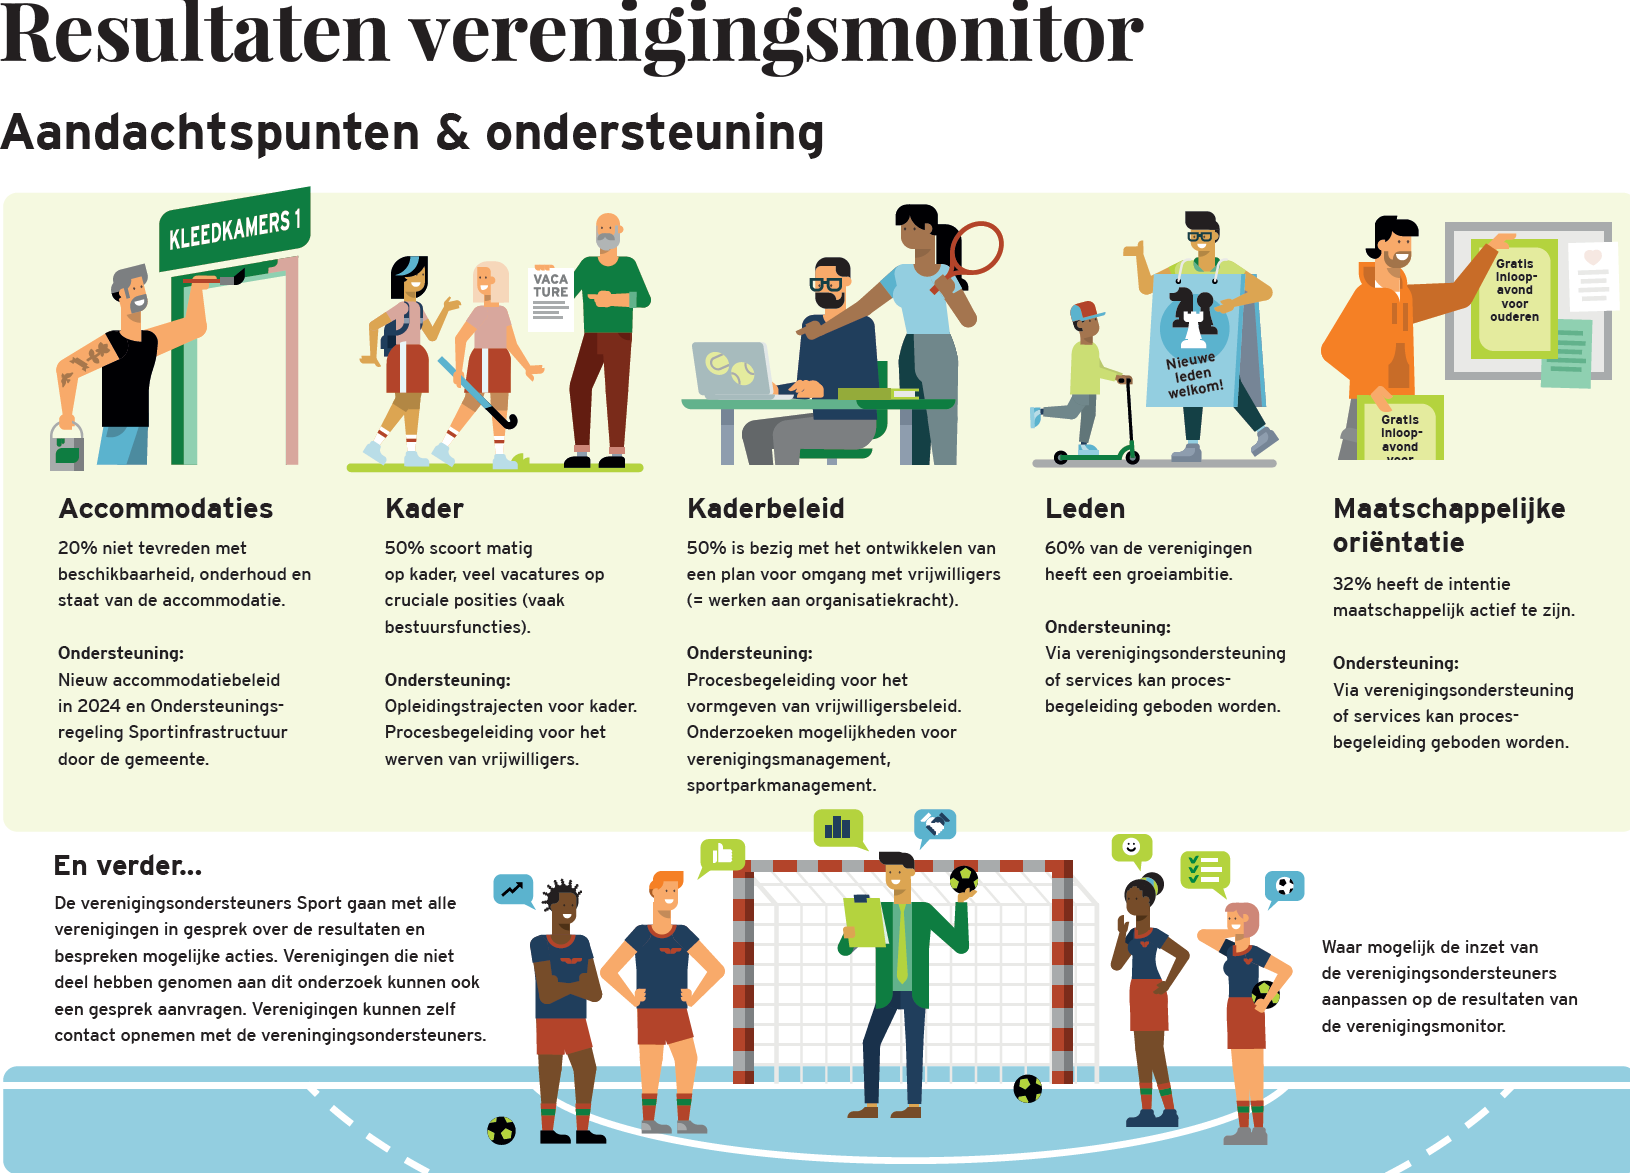 Resultaten verenigingsmonitor
Aandachtspunten & ondersteuning
KLEEDKAMERS 1
VACA
TURE
Nieuwe
leden
welkom!
Gratis
inloop-
avond
voor
ouderen
Gratis
inloop-
avond
voor
Accommodaties
20% niet tevreden met
beschikbaarheid, onderhoud en
staat van de accommodatie.
Ondersteuning:
Nieuw accommodatiebeleid
in 2024 en Ondersteunings-
regeling Sportinfrastructuur
door de gemeente.
Kader
50% scoort matig
op kader, veel vacatures op
cruciale posities (vaak
bestuursfuncties).
Ondersteuning:
Opleidingstrajecten voor kader.
Procesbegeleiding voor het
werven van vrijwilligers.
Kaderbeleid
50% is bezig met het ontwikkelen van
een plan voor omgang met vrijwilligers
(= werken aan organisatiekracht).
Ondersteuning:
Procesbegeleiding voor het
vormgeven van vrijwilligersbeleid.
Onderzoeken mogelijkheden voor
verenigingsmanagement,
sportparkmanagement.
Leden
60% van de verenigingen
heeft een groeiambitie.
Ondersteuning:
Via verenigingsondersteuning
of services kan proces-
begeleiding geboden worden.
Maatschappelijke
oriëntatie
32% heeft de intentie
maatschappelijk actief te zijn.
Ondersteuning:
Via verenigingsondersteuning
of services kan proces-
begeleiding geboden worden.
En verder...
De verenigingsondersteuners Sport gaan met alle
verenigingen in gesprek over de resultaten en
bespreken mogelijke acties. Verenigingen die niet
deel hebben genomen aan dit onderzoek kunnen ook
een gesprek aanvragen. Verenigingen kunnen zelf
contact opnemen met de vereningingsondersteuners.
Waar mogelijk de inzet van
de verenigingsondersteuners
aanpassen op de resultaten van
de verenigingsmonitor.